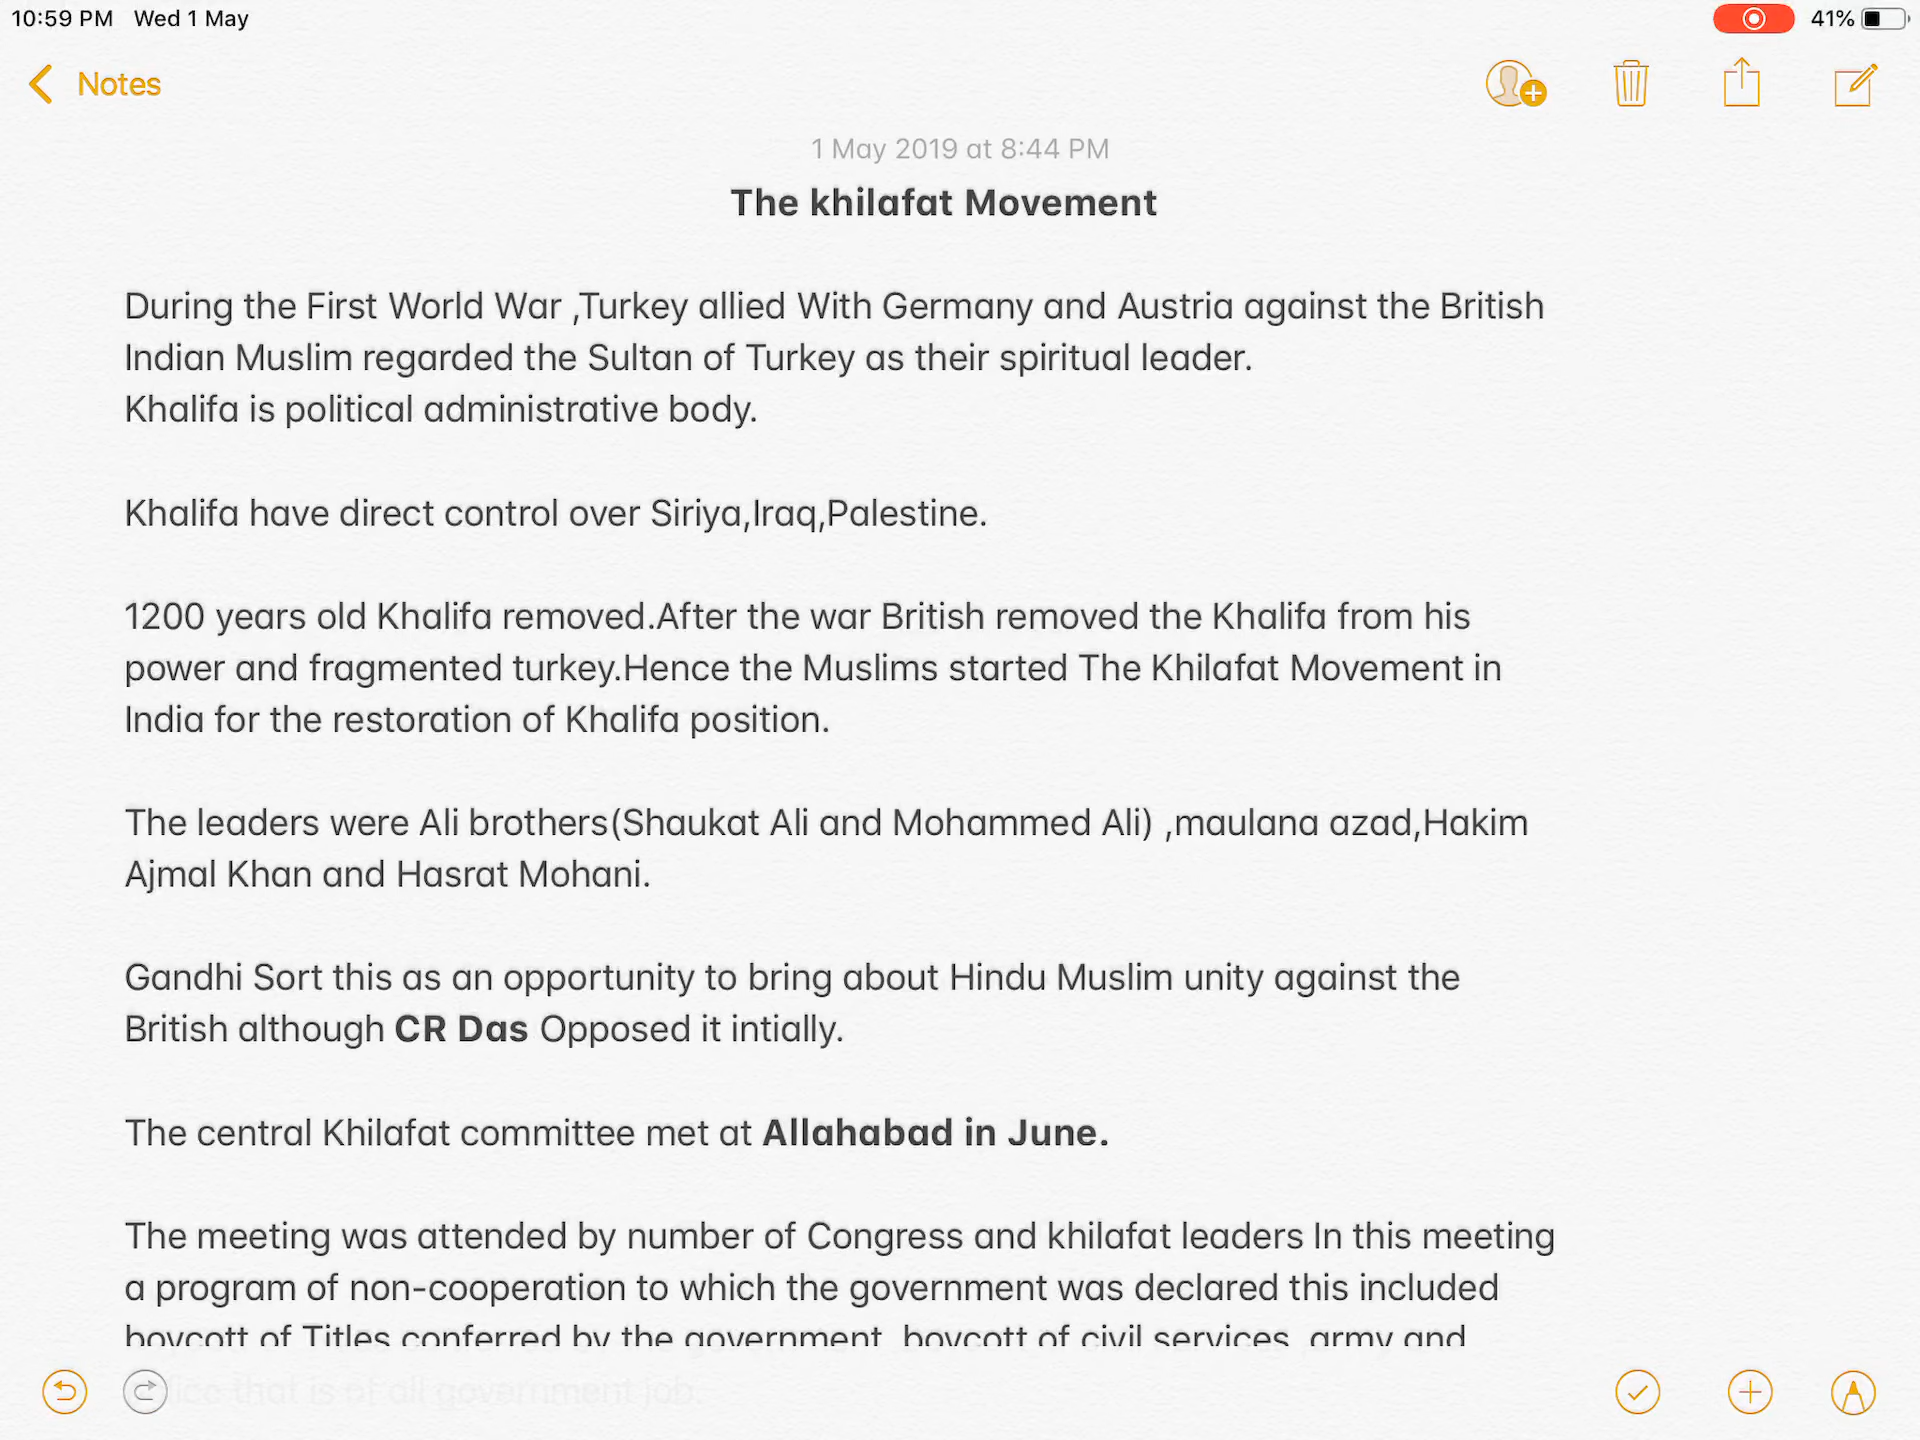 10:59 PM Wed 1 May
41%
Notes
1 May 2019 at 8:44 PM
The khilafat Movement
During the First World War ,Turkey allied With Germany and Austria against the British
Indian Muslim regarded the Sultan of Turkey as their spiritual leader.
Khalifa is political administrative body.
Khalifa have direct control over Siriya,Iraq,Palestine.
1200 years old Khalifa removed.After the war British removed the Khalifa from his
power and fragmented turkey.Hence the Muslims started The Khilafat Movement in
India for the restoration of Khalifa position.
The leaders were Ali brothers(Shaukat Ali and Mohammed Ali) ,maulana azad,Hakim
Ajmal Khan and Hasrat Mohani.
Gandhi Sort this as an opportunity to bring about Hindu Muslim unity against the
British although CR Das Opposed it intially.
The central Khilafat committee met at Allahabad in June.
The meeting was attended by number of Congress and khilafat leaders In this meeting
a program of non-cooperation to which the government was declared this included
boycott of Titles conferred by the government, boycott of civil services, army and
that is of all government job.